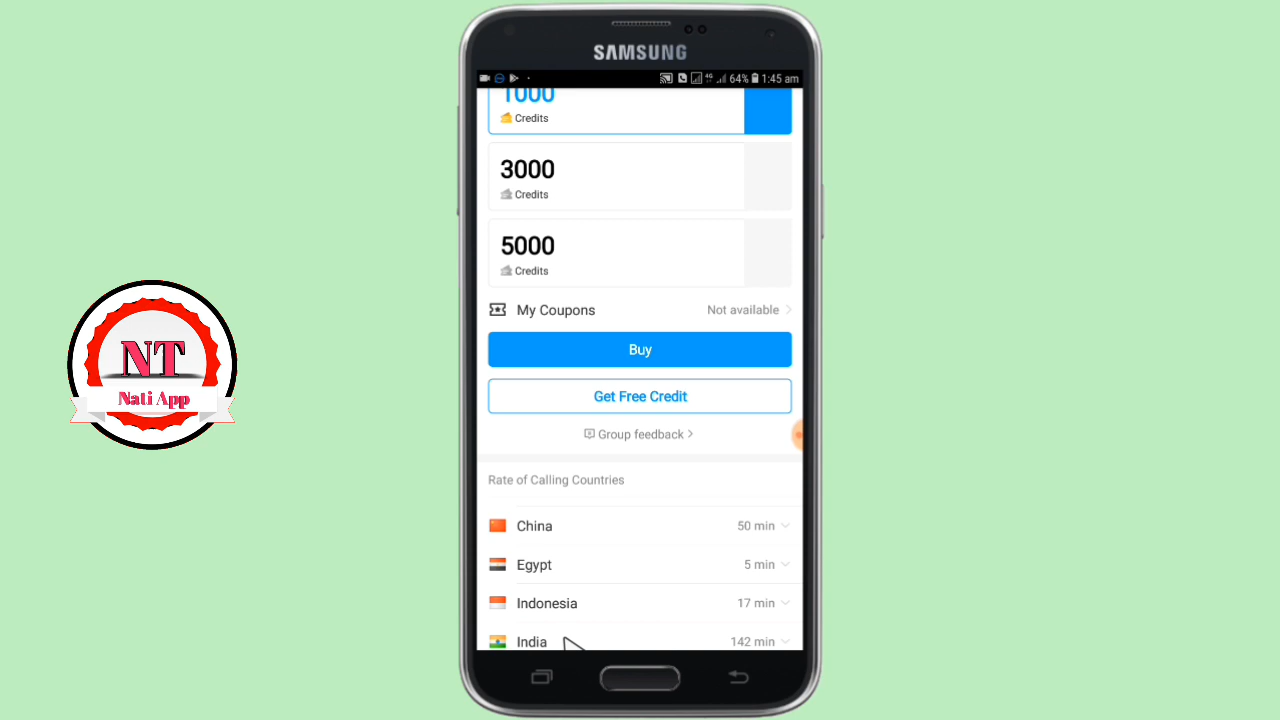 SAMSUNG
4G 64% 1:45 am
1000
Credits
3000
Credits
5000
Credits
My Coupons Not available
Buy
Get Free Credit
Group feedback
Rate of Calling Countries
China 50 min
Egypt 5 min
Indonesia 17 min
India 142 min
NT
Nati App